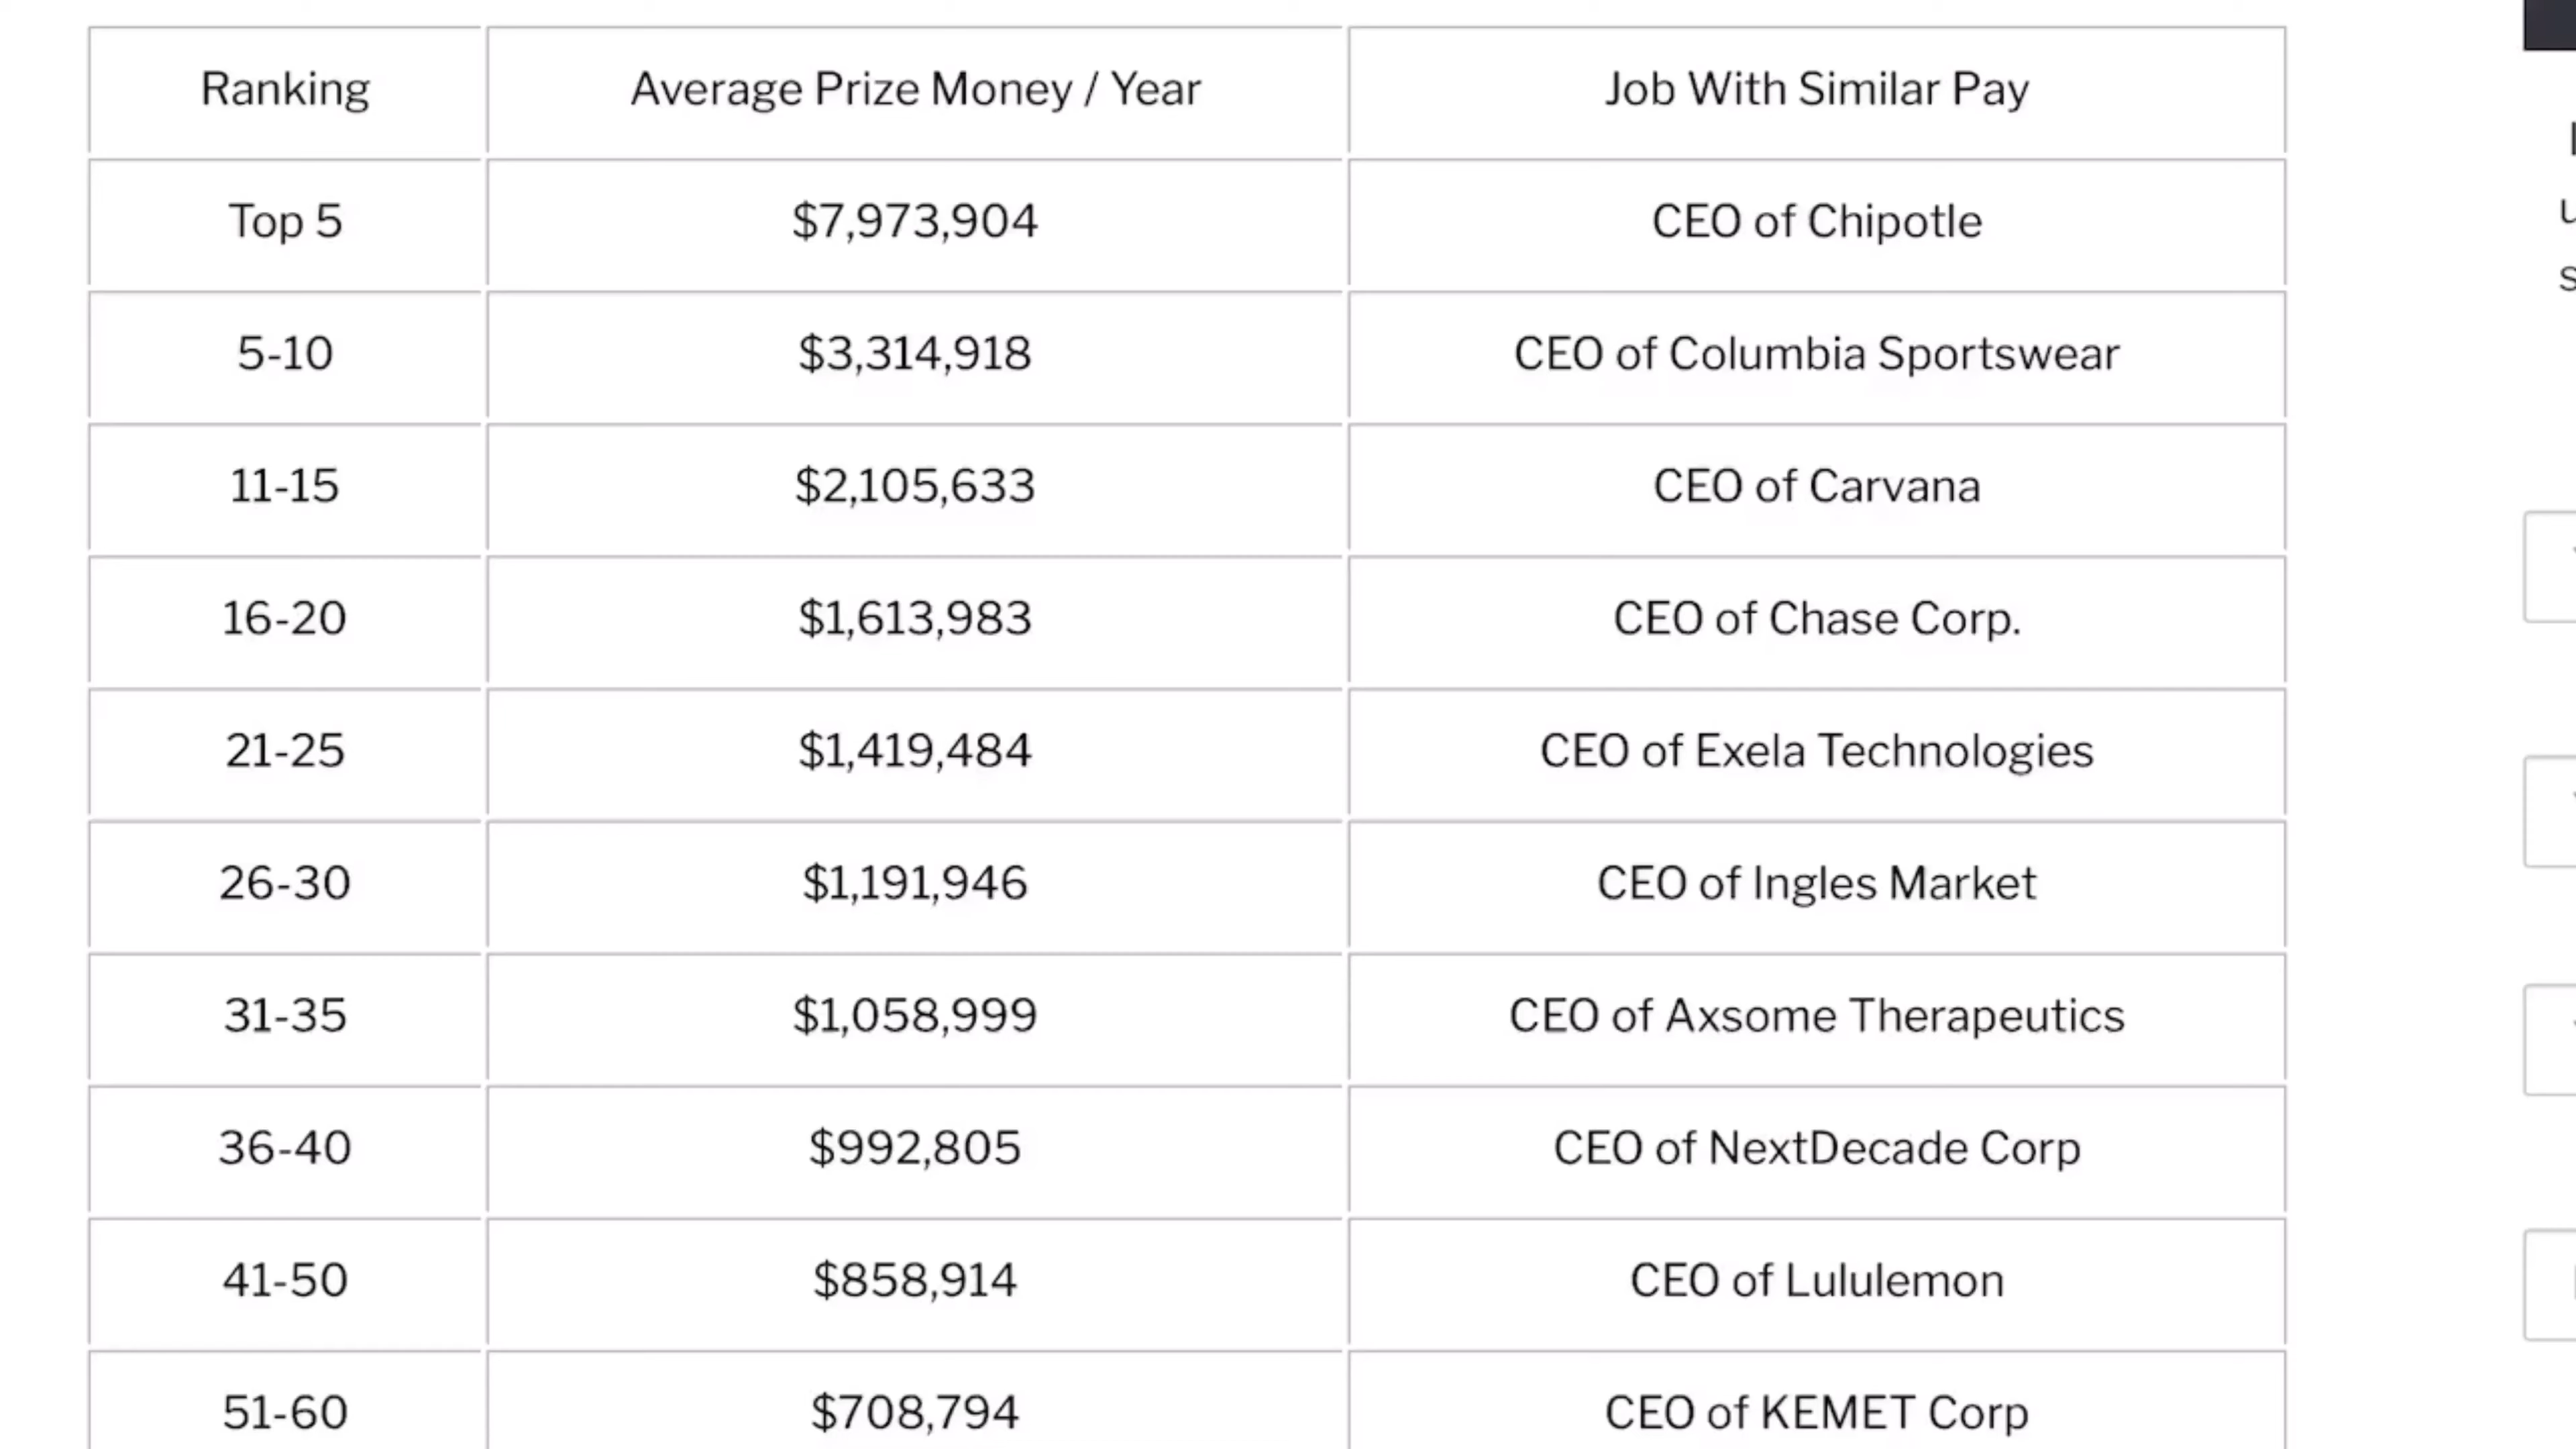 Ranking Average Prize Money / Year Job With Similar Pay
Top 5 $7,973,904 CEO of Chipotle
5-10 $3,314,918 CEO of Columbia Sportswear
11-15 $2,105,633 CEO of Carvana
16-20 $1,613,983 CEO of Chase Corp.
21-25 $1,419,484 CEO of Exela Technologies
26-30 $1,191,946 CEO of Ingles Market
31-35 $1,058,999 CEO of Axsome Therapeutics
36-40 $992,805 CEO of NextDecade Corp
41-50 $858,914 CEO of Lululemon
51-60 $708,794 CEO of KEMET Corp